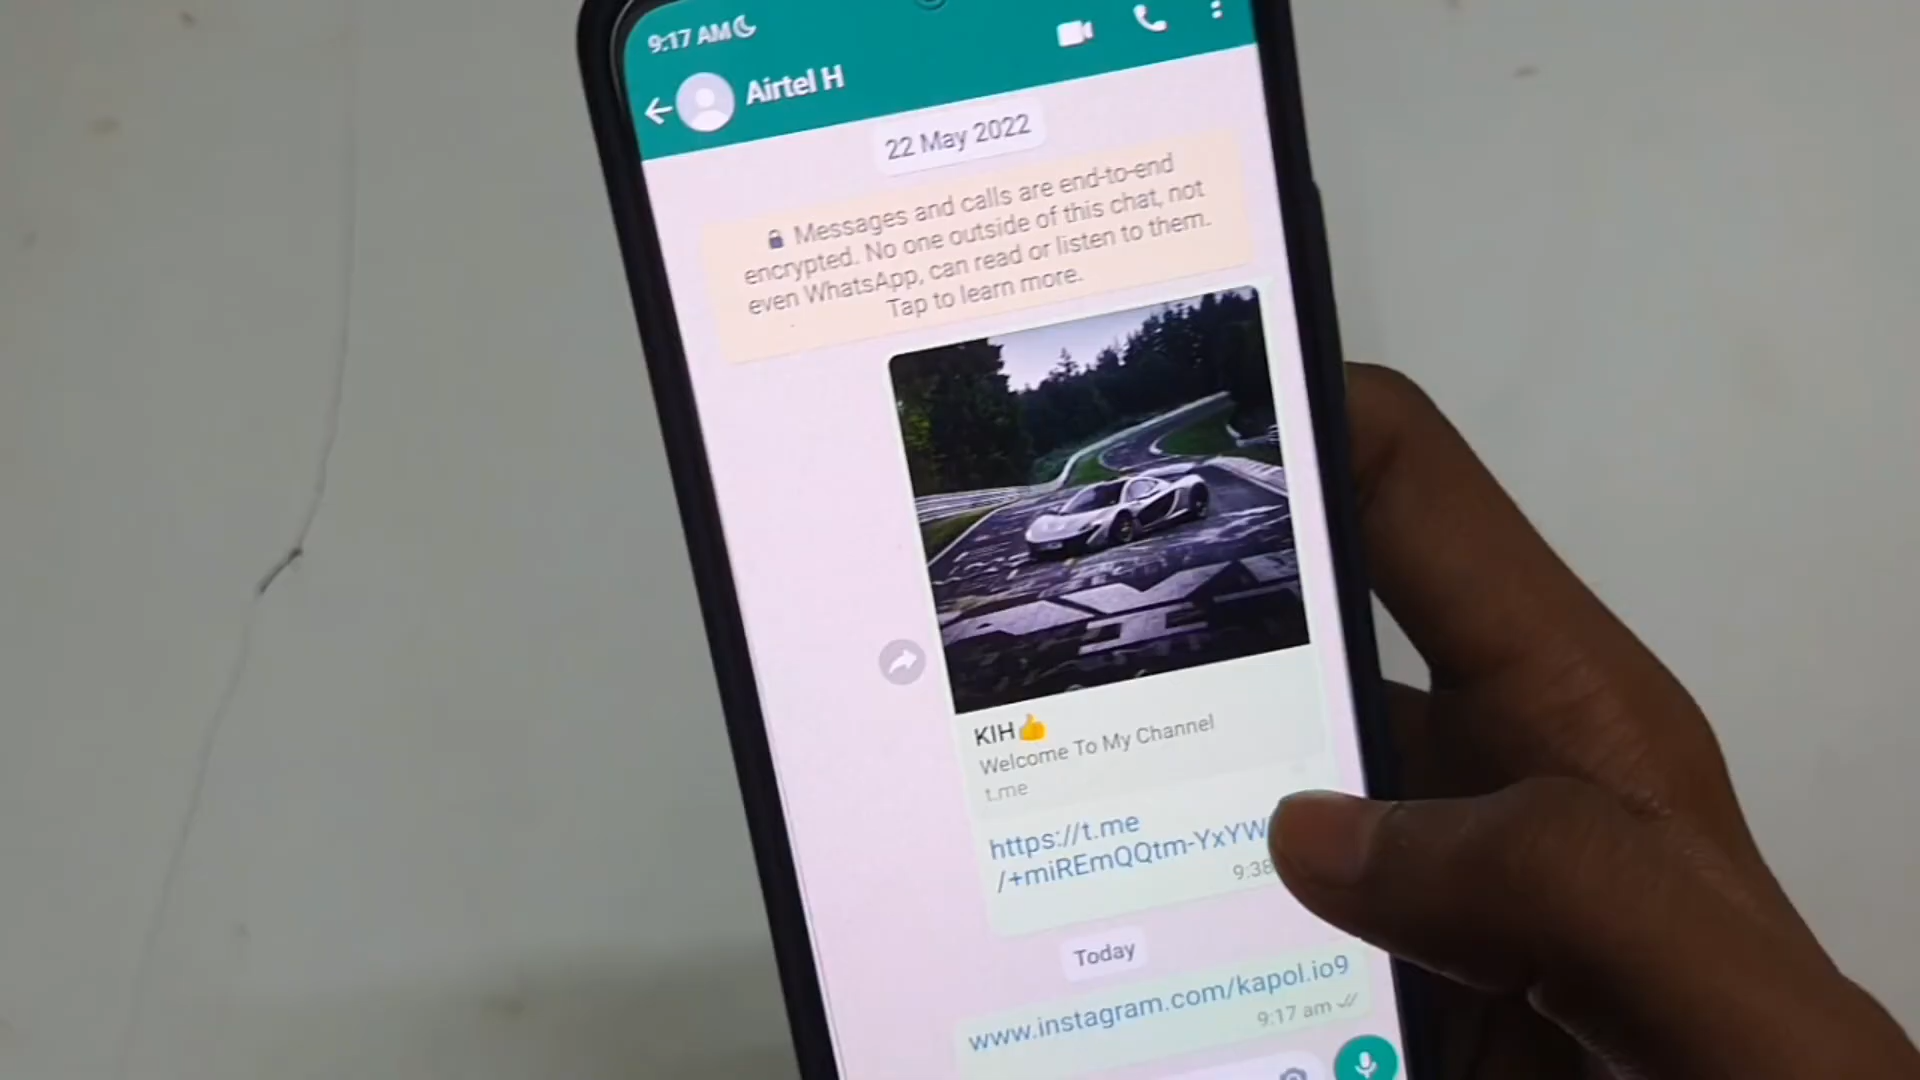 9:17 AM
Airtel H
22 May 2022
Messages and calls are end-to-end
encrypted. No one outside of this chat, not
even WhatsApp, can read or listen to them.
Tap to learn more.
KIH👍
Welcome To My Channel
t.me
https://t.me
/+miREmQQtm-YxYW
9:38
Today
www.instagram.com/kapol.io9
9:17 am